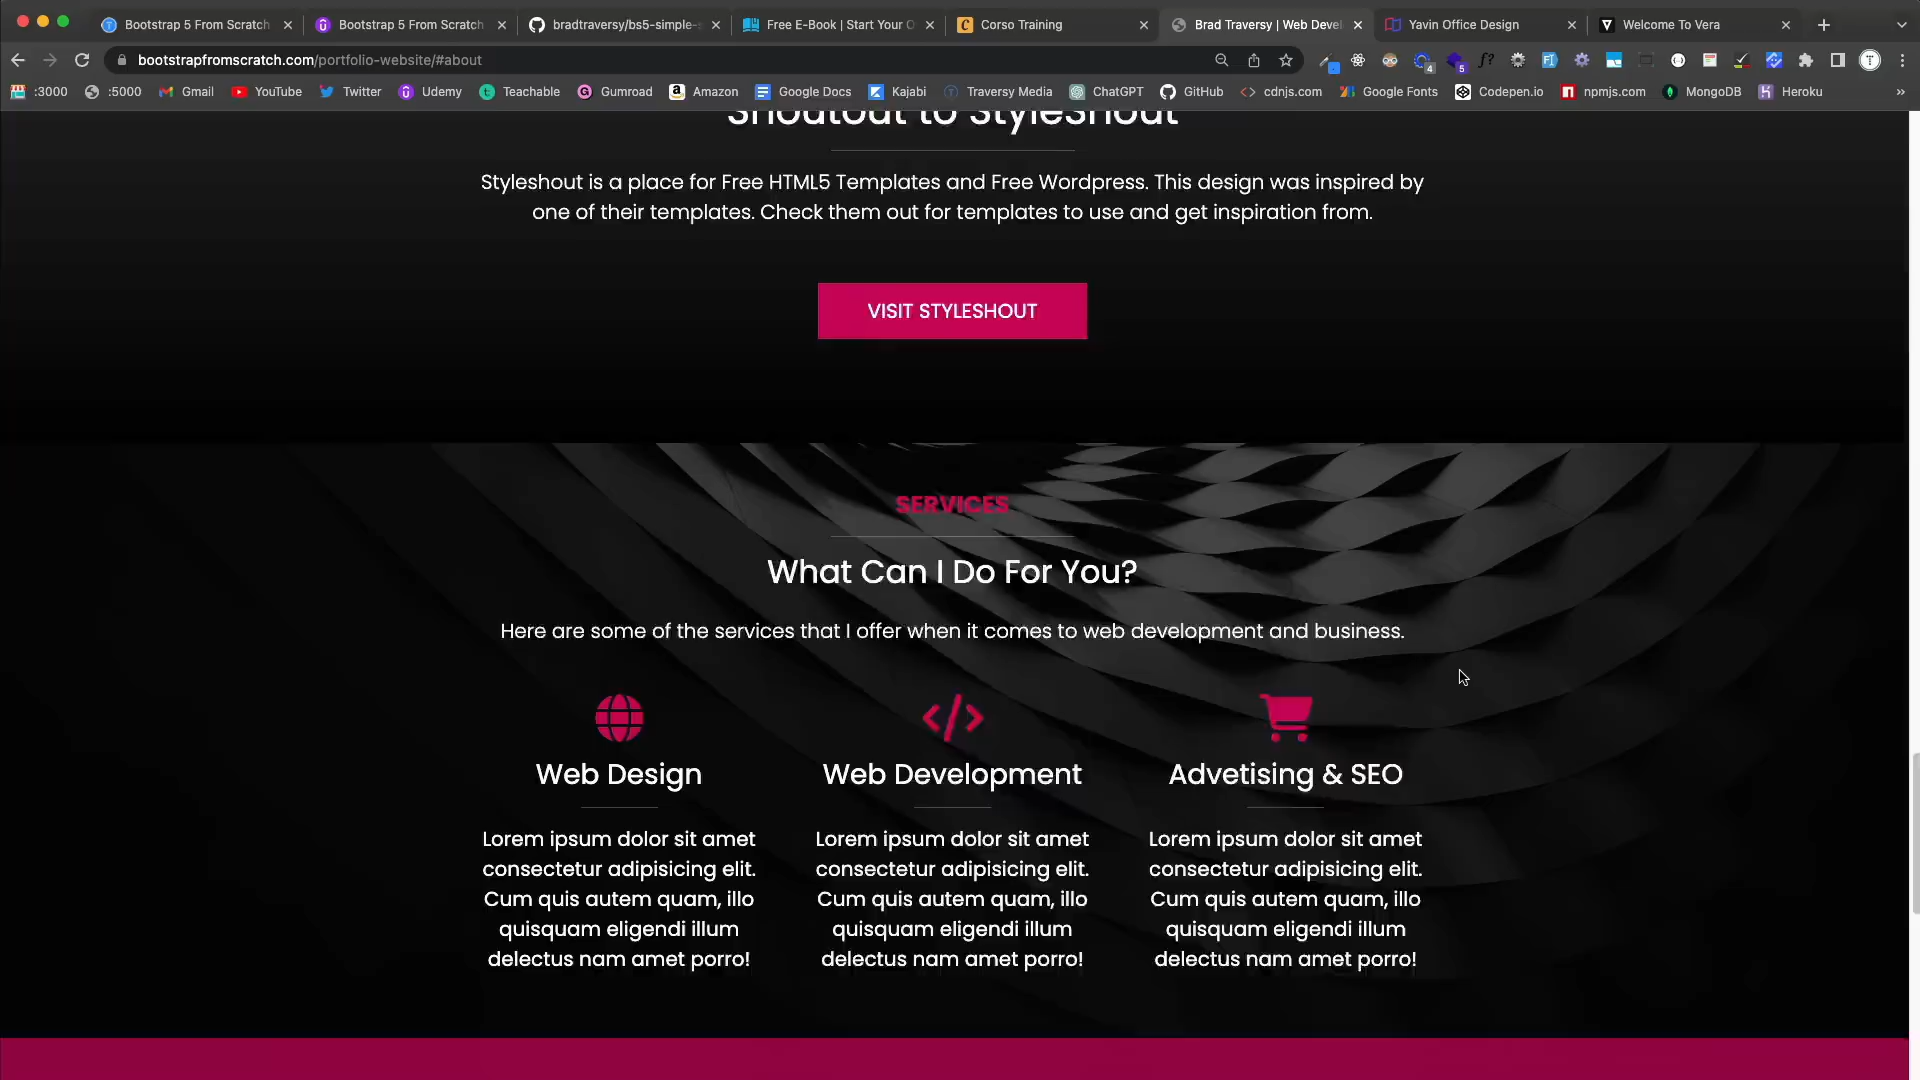 Bootstrap 5 From Scratch
Bootstrap 5 From Scratch
bradtraversy/bs5-simple-
Free E-Book | Start Your O
Corso Training
Brad Traversy | Web Devel
Yavin Office Design
Welcome To Vera
bootstrapfromscratch.com/portfolio-website/#about
:3000
:5000
Gmail
YouTube
Twitter
Udemy
Teachable
Gumroad
Amazon
Google Docs
Kajabi
Traversy Media
ChatGPT
GitHub
cdnjs.com
Google Fonts
Codepen.io
npmjs.com
MongoDB
Heroku
Shoutout to StyleShout
Styleshout is a place for Free HTML5 Templates and Free Wordpress. This design was inspired by
one of their templates. Check them out for templates to use and get inspiration from.
VISIT STYLESHOUT
SERVICES
What Can I Do For You?
Here are some of the services that I offer when it comes to web development and business.
Web Design
Lorem ipsum dolor sit amet
consectetur adipisicing elit.
Cum quis autem quam, illo
quisquam eligendi illum
delectus nam amet porro!
Web Development
Lorem ipsum dolor sit amet
consectetur adipisicing elit.
Cum quis autem quam, illo
quisquam eligendi illum
delectus nam amet porro!
Advetising & SEO
Lorem ipsum dolor sit amet
consectetur adipisicing elit.
Cum quis autem quam, illo
quisquam eligendi illum
delectus nam amet porro!